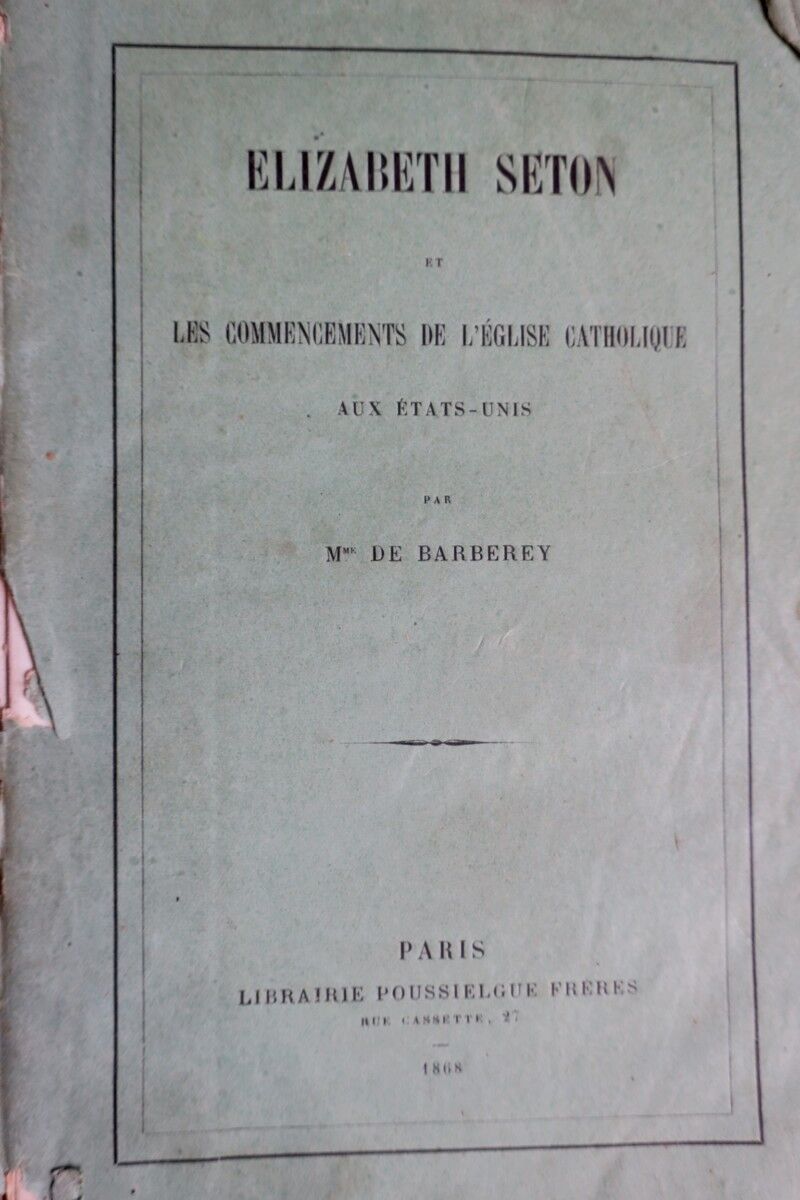 ELIZABETH SETON
ET
LES COMMENCEMENTS DE L'ÉGLISE CATHOLIQUE
AUX ÉTATS-UNIS
PAR
Mme DE BARBEREY
PARIS
LIBRAIRIE POUSSIELGUE FRÈRES
RUE CASSETTE, 27
1868